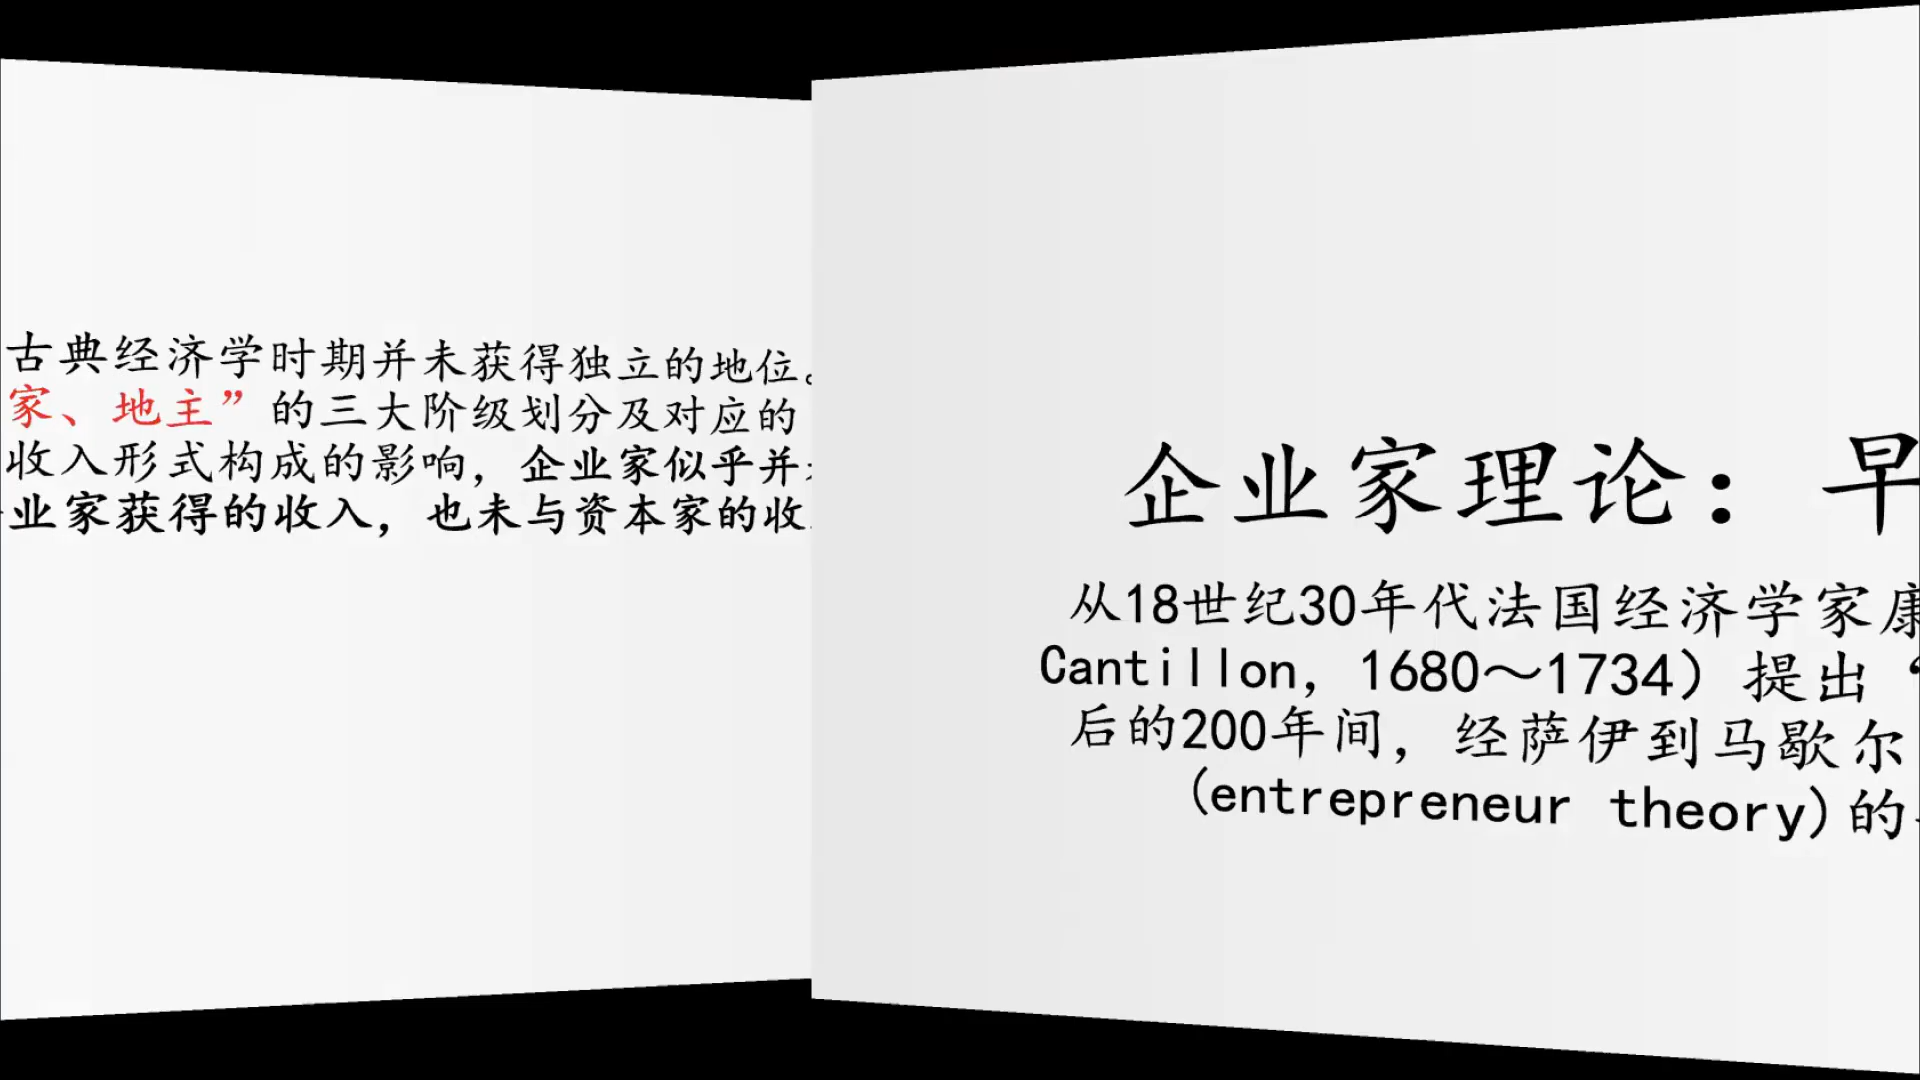 古典经济学时期并未获得独立的地位。
家、地主”的三大阶级划分及对应的
收入形式构成的影响，企业家似乎并
业家获得的收入，也未与资本家的收
企业家理论：早
从18世纪30年代法国经济学家康
Cantillon，1680～1734）提出“
后的200年间，经萨伊到马歇尔
(entrepreneur theory)的